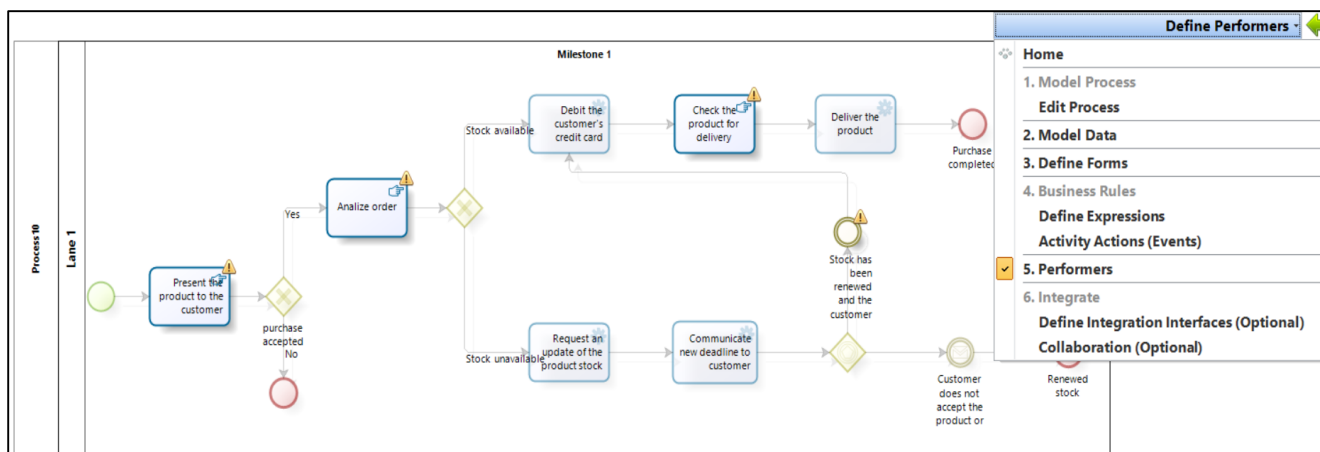 Define Performers
Home
1. Model Process
Edit Process
2. Model Data
3. Define Forms
4. Business Rules
Define Expressions
Activity Actions (Events)
5. Performers
6. Integrate
Define Integration Interfaces (Optional)
Collaboration (Optional)
Process10
Lane 1
Milestone 1
Present the
product to the
customer
Yes
purchase
accepted
No
Analize order
Stock available
Debit the
customer's
credit card
Check the
product for
delivery
Deliver the
product
Purchase
completed
Stock unavailable
Request an
update of the
product stock
Communicate
new deadline to
customer
Stock has
been
renewed
and the
customer
Customer
does not
accept the
product or
Renewed
stock